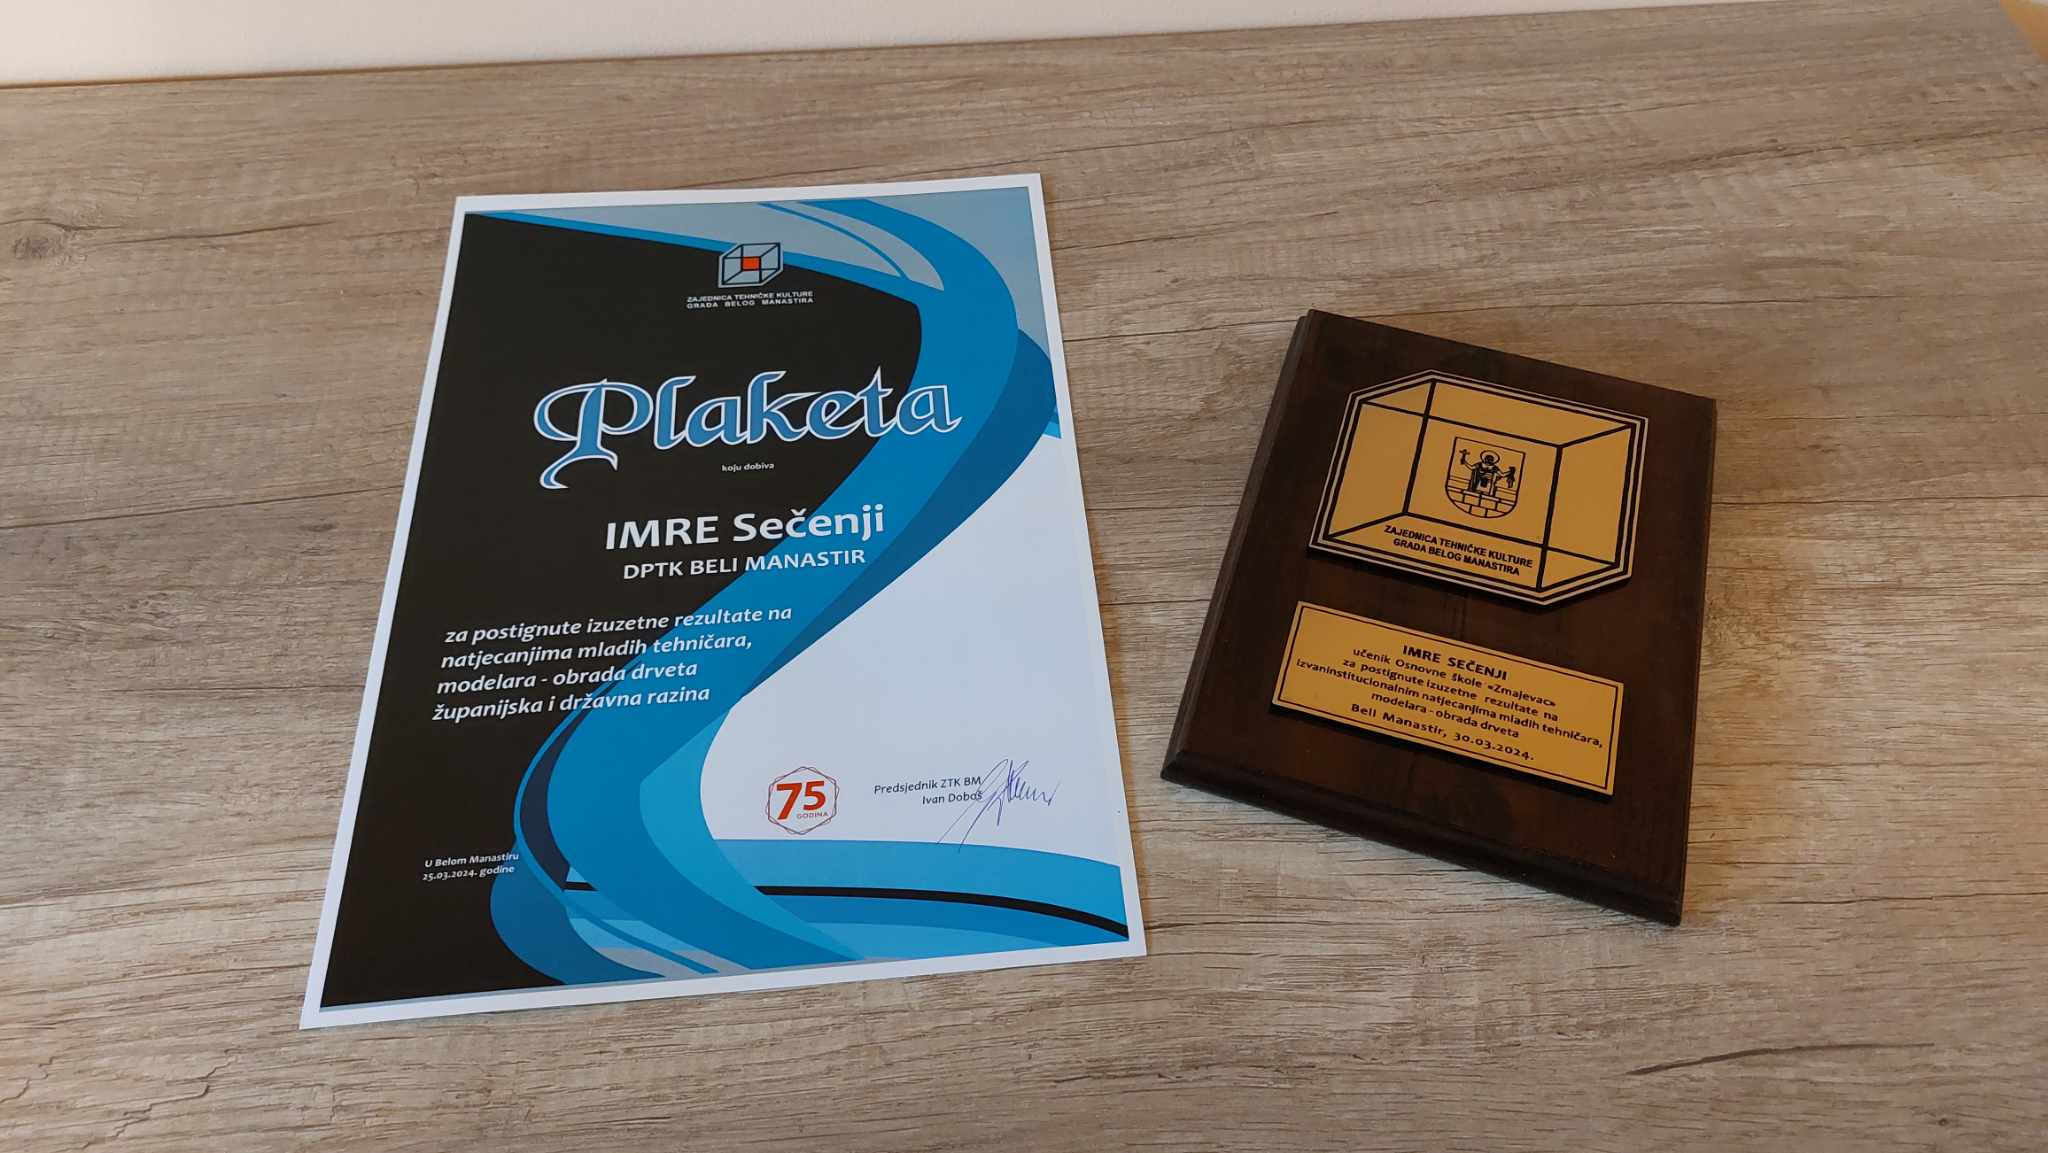 ZAJEDNICA TEHNIČKE KULTURE
GRADA BELOG MANASTIRA
Plaketa
koju dobiva
IMRE Sečenji
DPTK BELI MANASTIR
za postignute izuzetne rezultate na
natjecanjima mladih tehničara,
modelara - obrada drveta
županijska i državna razina
75
GODINA
Predsjednik ZTK BM
Ivan Doboš
U Belom Manastiru
25.03.2024. godine
ZAJEDNICA TEHNIČKE KULTURE
GRADA BELOG MANASTIRA
IMRE SEČENJI
učenik Osnovne škole «Zmajevac»
za postignute izuzetne rezultate na
izvaninstitucionalnim natjecanjima mladih tehničara,
modelara - obrada drveta
Beli Manastir, 30.03.2024.